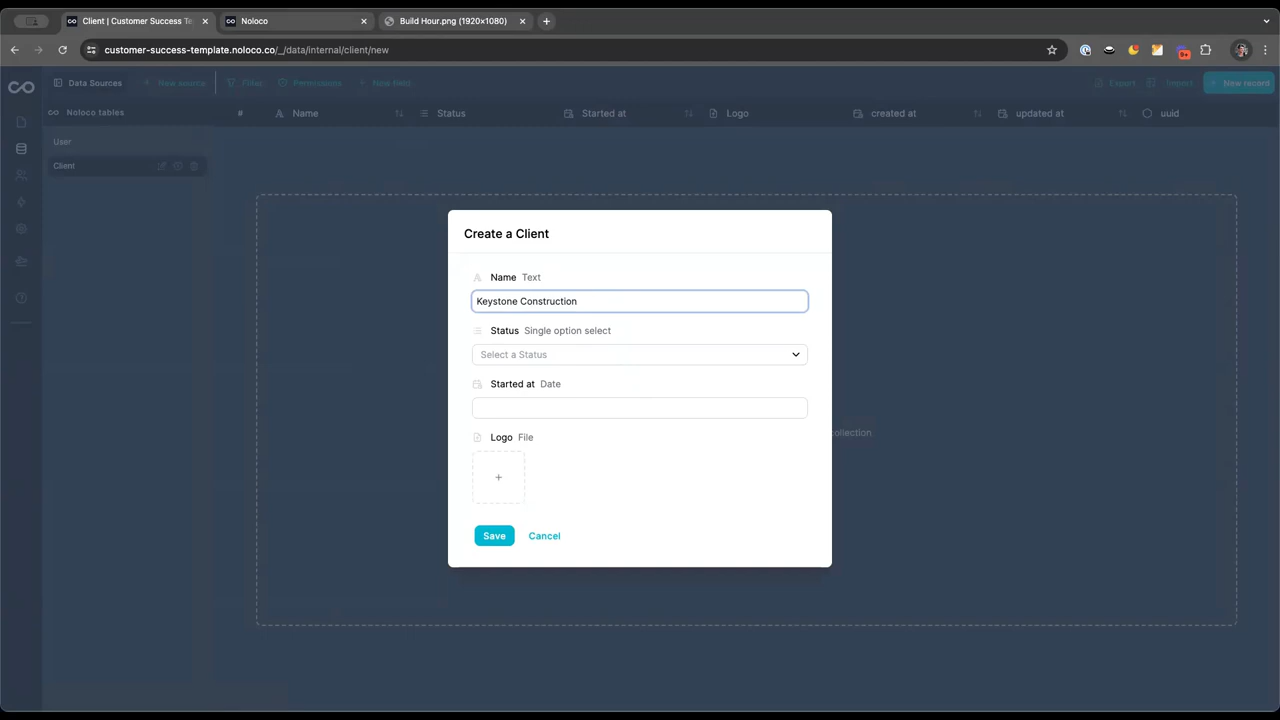 Client | Customer Success Te
Noloco
Build Hour.png (1920×1080)
customer-success-template.noloco.co/_/data/internal/client/new
Data Sources
New source
Filter
Permissions
New field
Export
Import
New record
Noloco tables
#
Name
Status
Started at
Logo
created at
updated at
uuid
User
Client
Create a Client
Name Text
Keystone Construction
Status Single option select
Select a Status
Started at Date
collection
Logo File
Save
Cancel